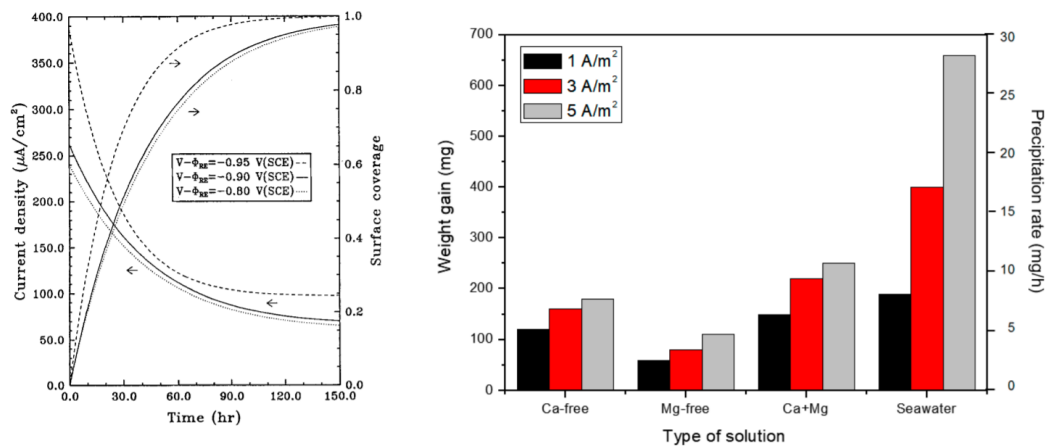 400.0
350.0
300.0
250.0
200.0
150.0
100.0
50.0
0.0
Current density (μA/cm²)
1.0
0.8
0.6
0.4
0.2
0.0
Surface coverage
V-Φ_RE=-0.95 V(SCE)
V-Φ_RE=-0.90 V(SCE)
V-Φ_RE=-0.80 V(SCE)
0.0 30.0 60.0 90.0 120.0 150.0
Time (hr)
700
600
500
400
300
200
100
0
Weight gain (mg)
1 A/m²
3 A/m²
5 A/m²
30
25
20
15
10
5
0
Precipitation rate (mg/h)
Ca-free Mg-free Ca+Mg Seawater
Type of solution